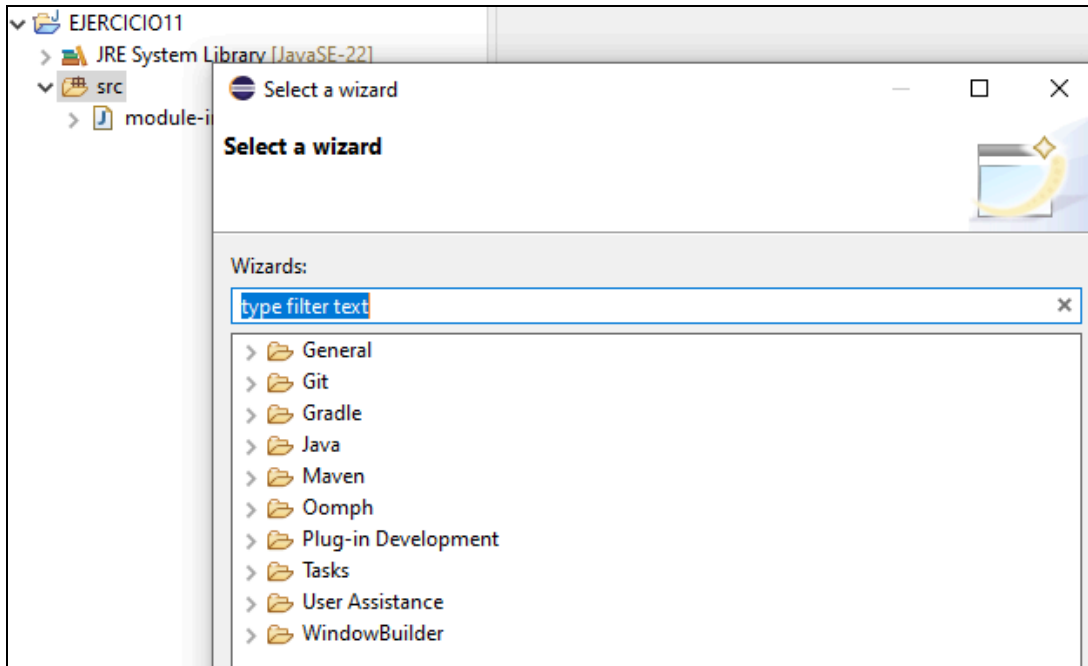 EJERCICIO11
JRE System Library [JavaSE-22]
src
Select a wizard
module-i
Select a wizard
Wizards:
type filter text
General
Git
Gradle
Java
Maven
Oomph
Plug-in Development
Tasks
User Assistance
WindowBuilder